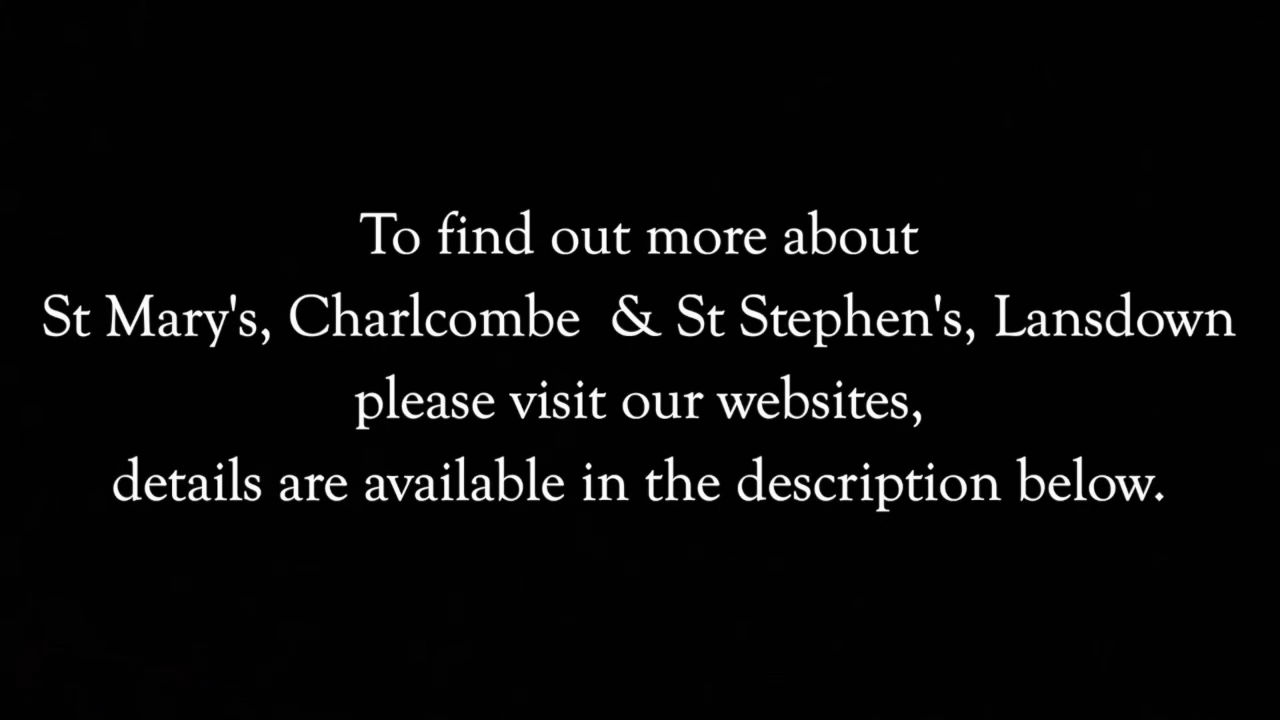 To find out more about
St Mary's, Charlcombe  & St Stephen's, Lansdown
please visit our websites,
details are available in the description below.